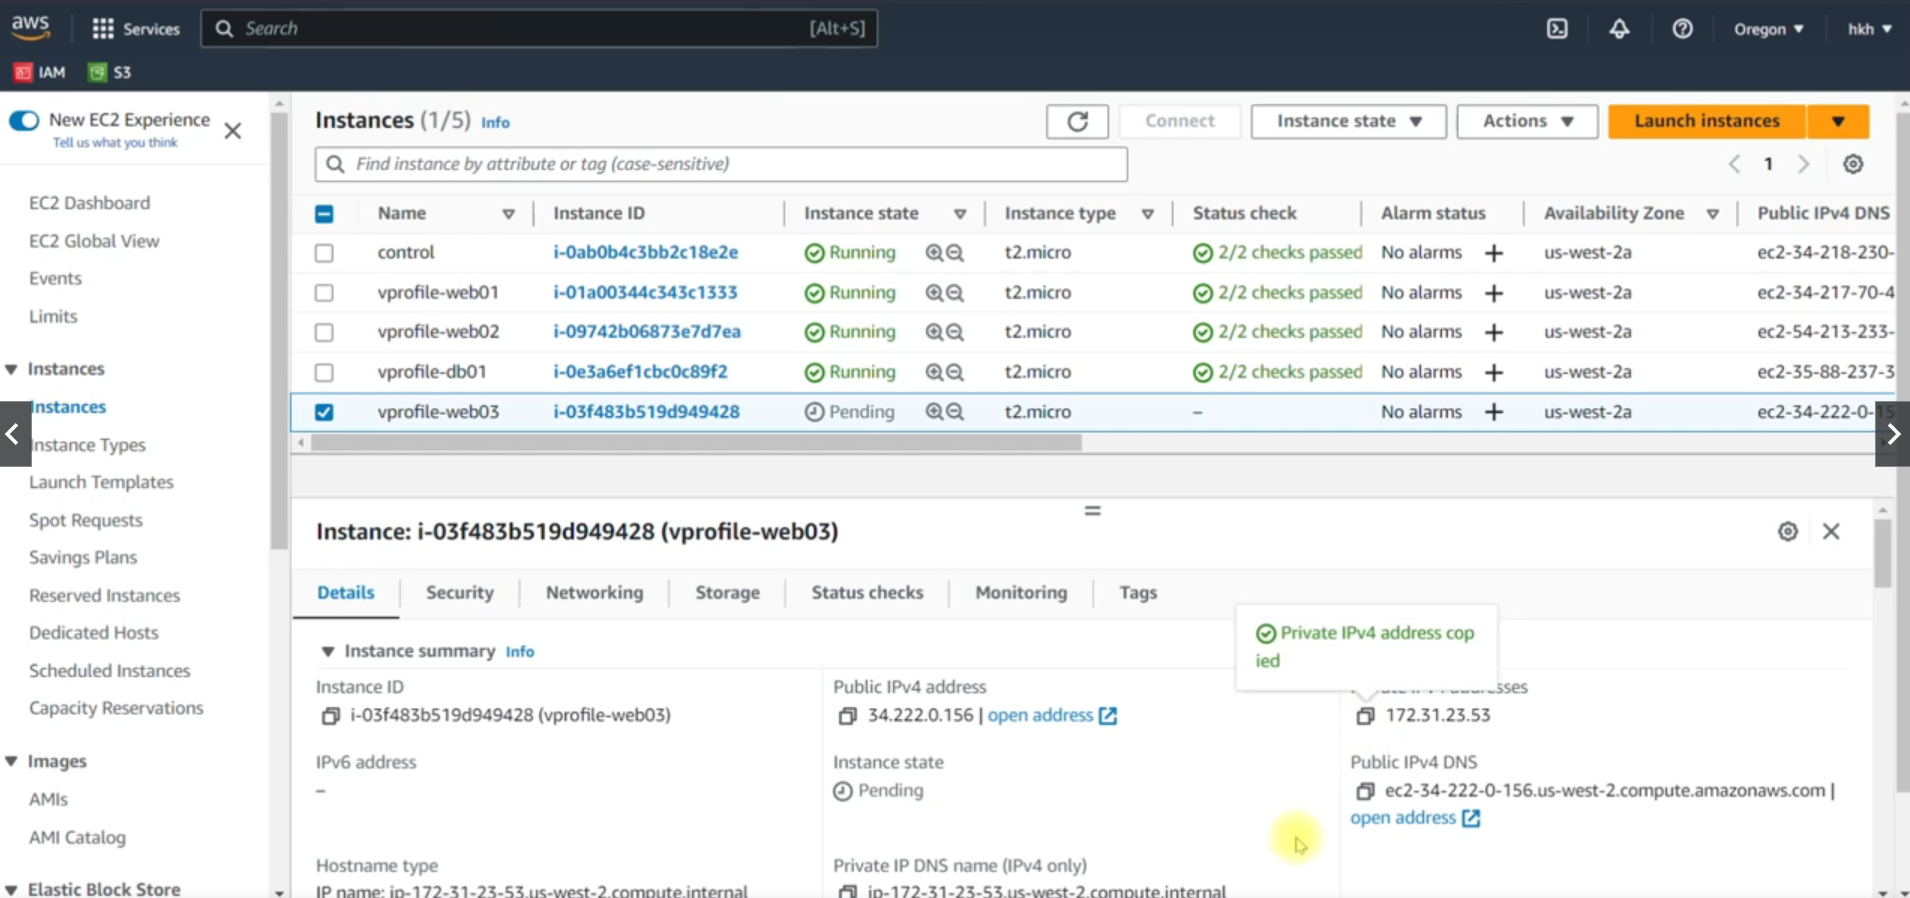 aws
Services
Search
[Alt+S]
Oregon
hkh
IAM
S3
New EC2 Experience
Tell us what you think
EC2 Dashboard
EC2 Global View
Events
Limits
Instances
Instances
Instance Types
Launch Templates
Spot Requests
Savings Plans
Reserved Instances
Dedicated Hosts
Scheduled Instances
Capacity Reservations
Images
AMIs
AMI Catalog
Elastic Block Store
Instances (1/5) Info
Connect
Instance state
Actions
Launch instances
Find instance by attribute or tag (case-sensitive)
1
Name Instance ID Instance state Instance type Status check Alarm status Availability Zone Public IPv4 DNS
control i-0ab0b4c3bb2c18e2e Running t2.micro 2/2 checks passed No alarms + us-west-2a ec2-34-218-230-
vprofile-web01 i-01a00344c343c1333 Running t2.micro 2/2 checks passed No alarms + us-west-2a ec2-34-217-70-4
vprofile-web02 i-09742b06873e7d7ea Running t2.micro 2/2 checks passed No alarms + us-west-2a ec2-54-213-233-
vprofile-db01 i-0e3a6ef1cbc0c89f2 Running t2.micro 2/2 checks passed No alarms + us-west-2a ec2-35-88-237-3
vprofile-web03 i-03f483b519d949428 Pending t2.micro – No alarms + us-west-2a ec2-34-222-0-15
Instance: i-03f483b519d949428 (vprofile-web03)
Details Security Networking Storage Status checks Monitoring Tags
Private IPv4 address cop
ied
Instance summary Info
Instance ID
i-03f483b519d949428 (vprofile-web03)
Public IPv4 address
34.222.0.156 | open address
172.31.23.53
IPv6 address
–
Instance state
Pending
Public IPv4 DNS
ec2-34-222-0-156.us-west-2.compute.amazonaws.com |
open address
Hostname type
IP name: ip-172-31-23-53.us-west-2.compute.internal
Private IP DNS name (IPv4 only)
ip-172-31-23-53.us-west-2.compute.internal